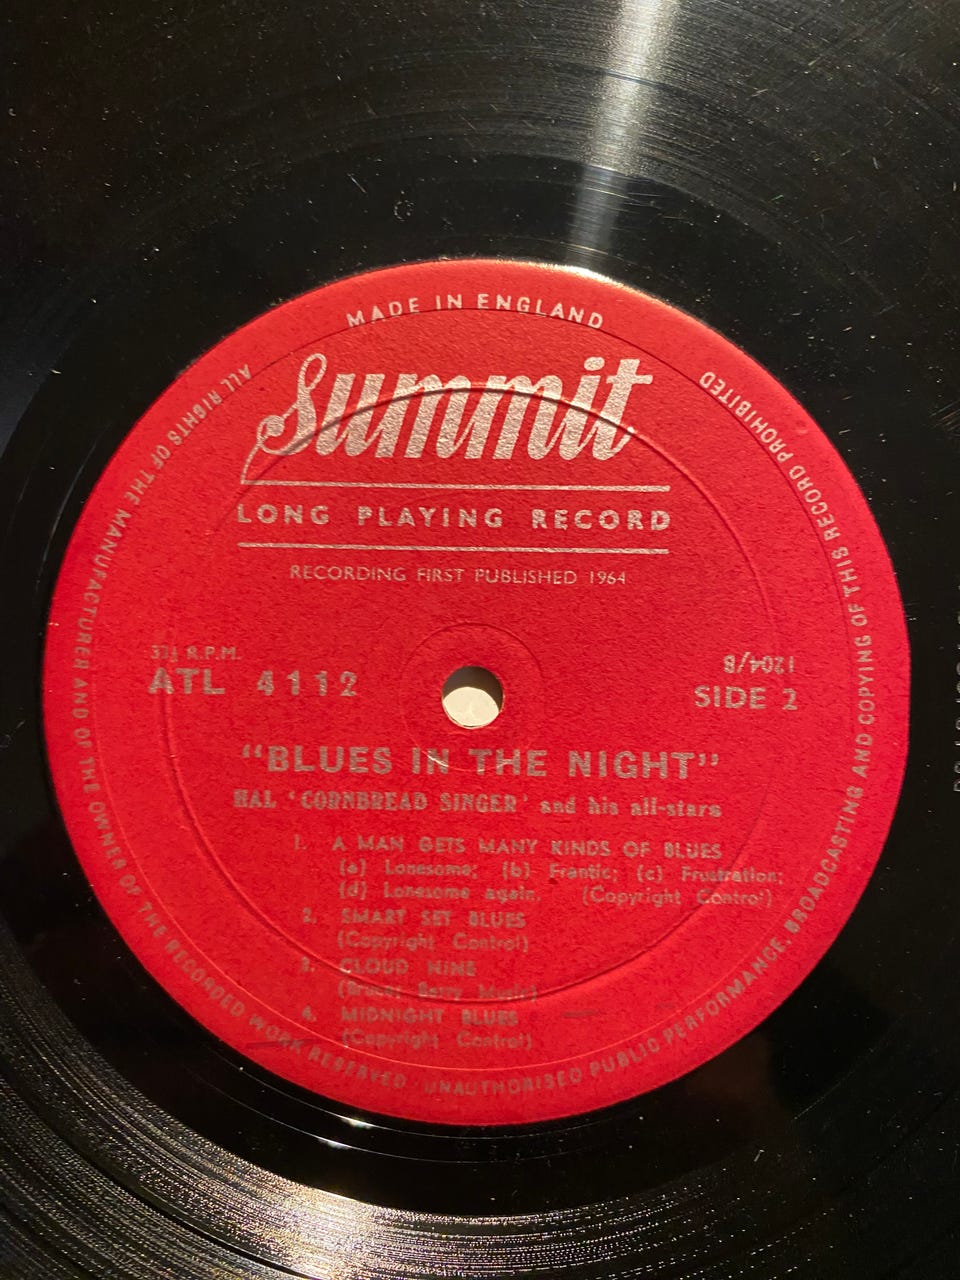 MADE IN ENGLAND
Summit
LONG PLAYING RECORD
RECORDING FIRST PUBLISHED 1964
33⅓ R.P.M.
ATL 4112
1204/B
SIDE 2
“BLUES IN THE NIGHT”
HAL ‘CORNBREAD SINGER’ and his all-stars
1. A MAN GETS MANY KINDS OF BLUES
(a) Lonesome; (b) Frantic; (c) Frustration;
(d) Lonesome again. (Copyright Control)
2. SMART SET BLUES
(Copyright Control)
3. CLOUD NINE
Music)
4. MIDNIGHT BLUES
(Copyright Control)
ALL RIGHTS OF THE MANUFACTURER AND OF THE OWNER OF THE RECORDED WORK RESERVED · UNAUTHORISED PUBLIC PERFORMANCE, BROADCASTING AND COPYING OF THIS RECORD PROHIBITED